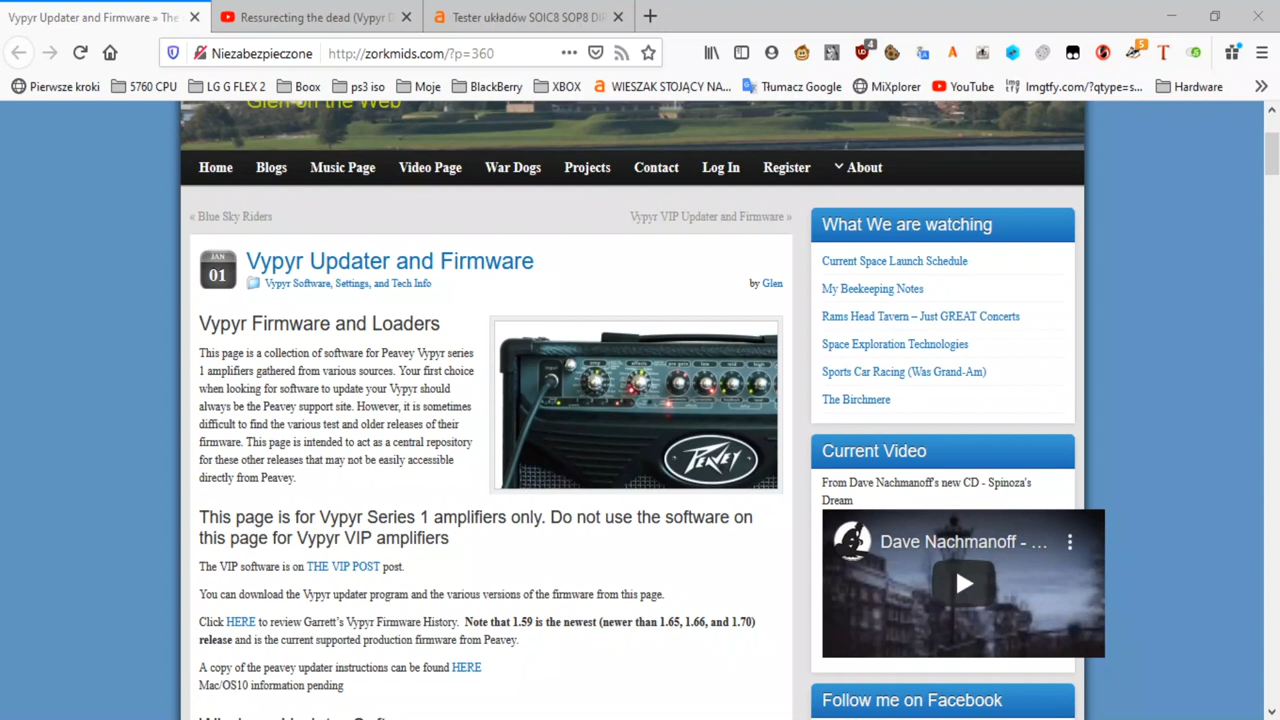 Vypyr Updater and Firmware » The
Ressurecting the dead (Vypyr
Tester układów SOIC8 SOP8 DIP
Niezabezpieczone
http://zorkmids.com/?p=360
4
5
Pierwsze kroki
5760 CPU
LG G FLEX 2
Boox
ps3 iso
Moje
BlackBerry
XBOX
WIESZAK STOJĄCY NA...
Tłumacz Google
MiXplorer
YouTube
lmgtfy.com/?qtype=s...
Hardware
Glen on the Web
Home
Blogs
Music Page
Video Page
War Dogs
Projects
Contact
Log In
Register
About
« Blue Sky Riders
Vypyr VIP Updater and Firmware »
JAN
01
Vypyr Updater and Firmware
Vypyr Software, Settings, and Tech Info
by Glen
Vypyr Firmware and Loaders
This page is a collection of software for Peavey Vypyr series
1 amplifiers gathered from various sources. Your first choice
when looking for software to update your Vypyr should
always be the Peavey support site. However, it is sometimes
difficult to find the various test and older releases of their
firmware. This page is intended to act as a central repository
for these other releases that may not be easily accessible
directly from Peavey.
PEAVEY
This page is for Vypyr Series 1 amplifiers only. Do not use the software on
this page for Vypyr VIP amplifiers
The VIP software is on THE VIP POST post.
You can download the Vypyr updater program and the various versions of the firmware from this page.
Click HERE to review Garrett's Vypyr Firmware History. Note that 1.59 is the newest (newer than 1.65, 1.66, and 1.70)
release and is the current supported production firmware from Peavey.
A copy of the peavey updater instructions can be found HERE
Mac/OS10 information pending
What We are watching
Current Space Launch Schedule
My Beekeeping Notes
Rams Head Tavern – Just GREAT Concerts
Space Exploration Technologies
Sports Car Racing (Was Grand-Am)
The Birchmere
Current Video
From Dave Nachmanoff's new CD - Spinoza's
Dream
Dave Nachmanoff - ...
Follow me on Facebook